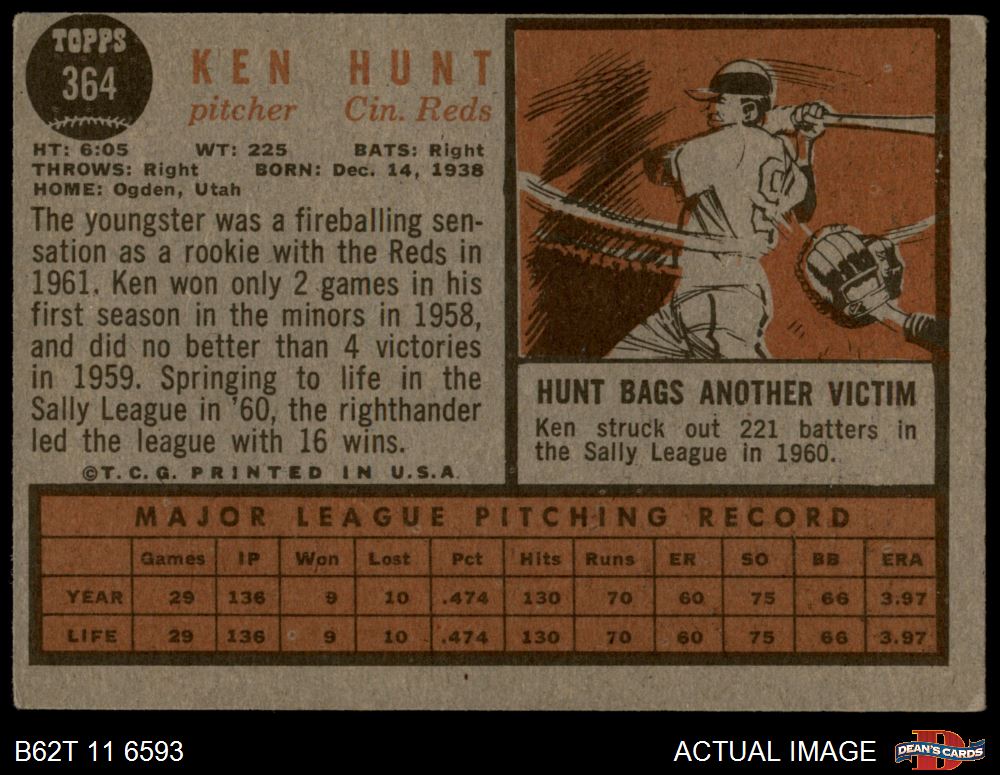 TOPPS
364
KEN HUNT
pitcher Cin. Reds
HT: 6:05 WT: 225 BATS: Right
THROWS: Right BORN: Dec. 14, 1938
HOME: Ogden, Utah
The youngster was a fireballing sen-
sation as a rookie with the Reds in
1961. Ken won only 2 games in his
first season in the minors in 1958,
and did no better than 4 victories
in 1959. Springing to life in the
Sally League in '60, the righthander
led the league with 16 wins.
©T.C.G. PRINTED IN U.S.A.
HUNT BAGS ANOTHER VICTIM
Ken struck out 221 batters in
the Sally League in 1960.
MAJOR LEAGUE PITCHING RECORD
Games IP Won Lost Pct Hits Runs ER SO BB ERA
YEAR 29 136 9 10 .474 130 70 60 75 66 3.97
LIFE 29 136 9 10 .474 130 70 60 75 66 3.97
B62T 11 6593
ACTUAL IMAGE
D
DEAN'S CARDS